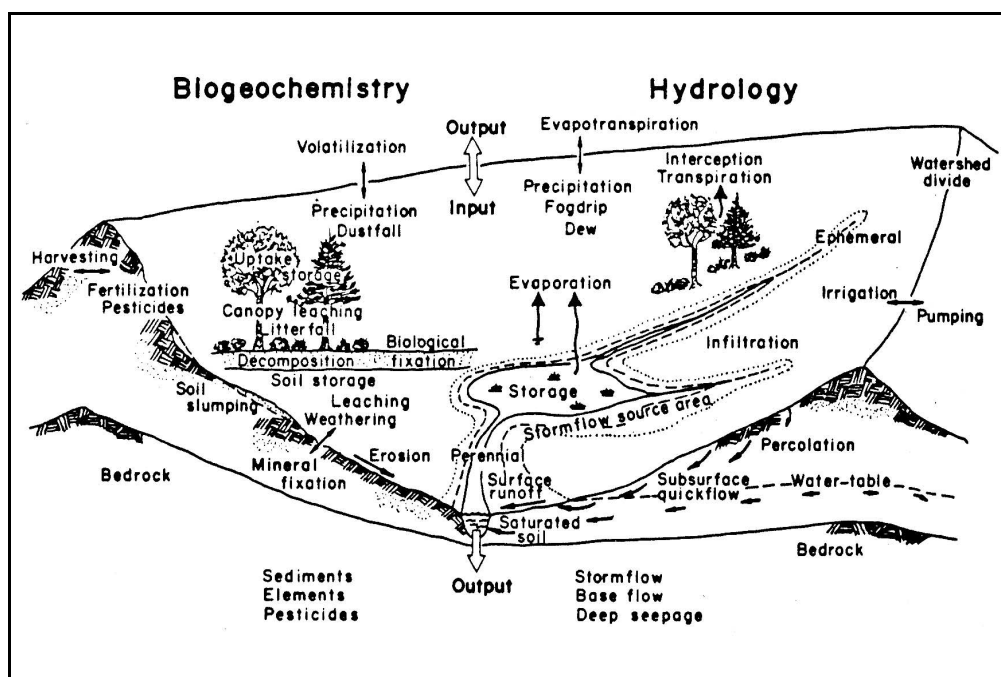 Biogeochemistry
Hydrology
Output
Input
Volatilization
Precipitation
Dustfall
Evapotranspiration
Precipitation
Fogdrip
Dew
Interception
Transpiration
Watershed
divide
Harvesting
Fertilization
Pesticides
Uptake
storage
Canopy leaching
Litterfall
Biological
fixation
Decomposition
Soil storage
Leaching
Weathering
Soil
slumping
Mineral
fixation
Erosion
Bedrock
Evaporation
Ephemeral
Irrigation
Pumping
Infiltration
Storage
Stormflow source area
Perennial
Surface
runoff
Subsurface
quickflow
Percolation
Water-table
Saturated
soil
Bedrock
Output
Sediments
Elements
Pesticides
Stormflow
Base flow
Deep seepage